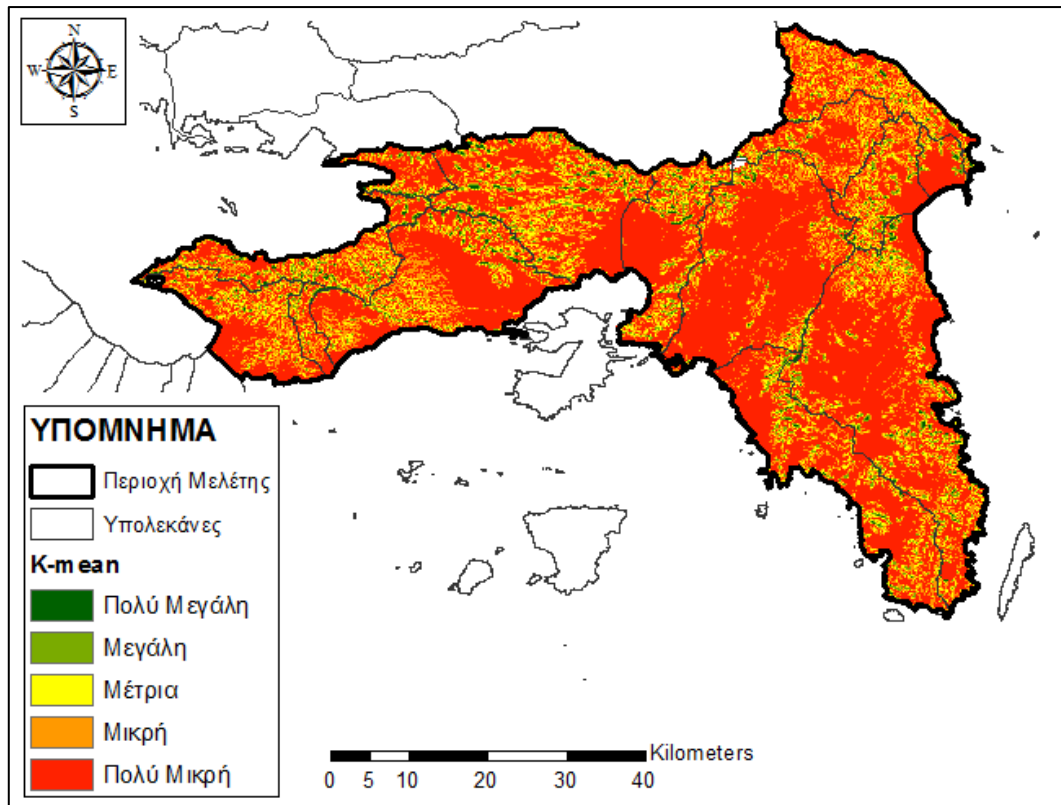 N
W E
S
ΥΠΟΜΝΗΜΑ
Περιοχή Μελέτης
Υπολεκάνες
K-mean
Πολύ Μεγάλη
Μεγάλη
Μέτρια
Μικρή
Πολύ Μικρή
Kilometers
0 5 10 20 30 40